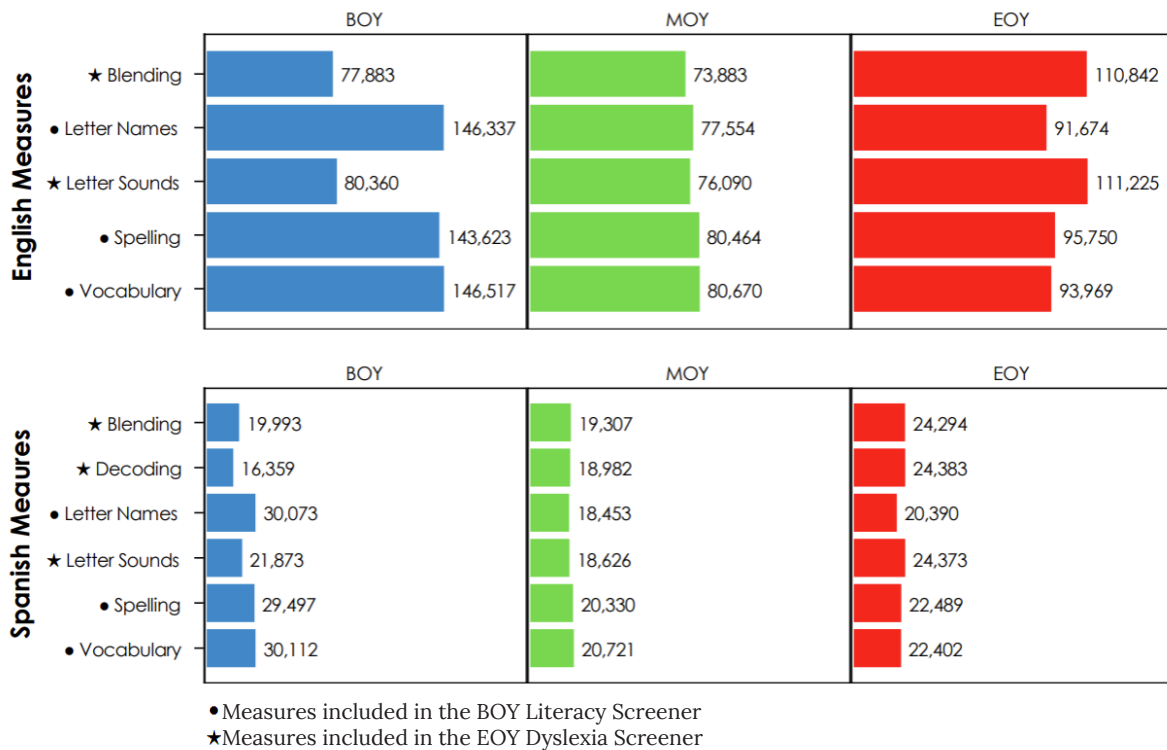 BOY MOY EOY
English Measures
★ Blending 77,883 73,883 110,842
• Letter Names 146,337 77,554 91,674
★ Letter Sounds 80,360 76,090 111,225
• Spelling 143,623 80,464 95,750
• Vocabulary 146,517 80,670 93,969
BOY MOY EOY
Spanish Meaures
★ Blending 19,993 19,307 24,294
★ Decoding 16,359 18,982 24,383
• Letter Names 30,073 18,453 20,390
★ Letter Sounds 21,873 18,626 24,373
• Spelling 29,497 20,330 22,489
• Vocabulary 30,112 20,721 22,402
• Measures included in the BOY Literacy Screener
★Measures included in the EOY Dyslexia Screener